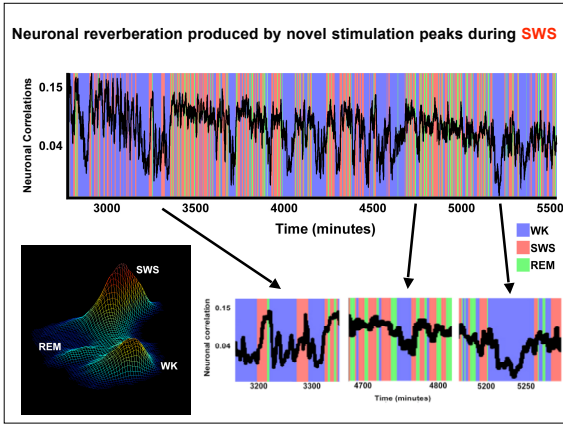 Neuronal reverberation produced by novel stimulation peaks during SWS
Neuronal Correlations
0.15
0.04
3000 3500 4000 4500 5000 5500
Time (minutes)
WK
SWS
REM
SWS
REM
WK
Neuronal correlation
0.15
0.04
3200 3300
4700 4800
5200 5250
Time (minutes)
Time (minutes)